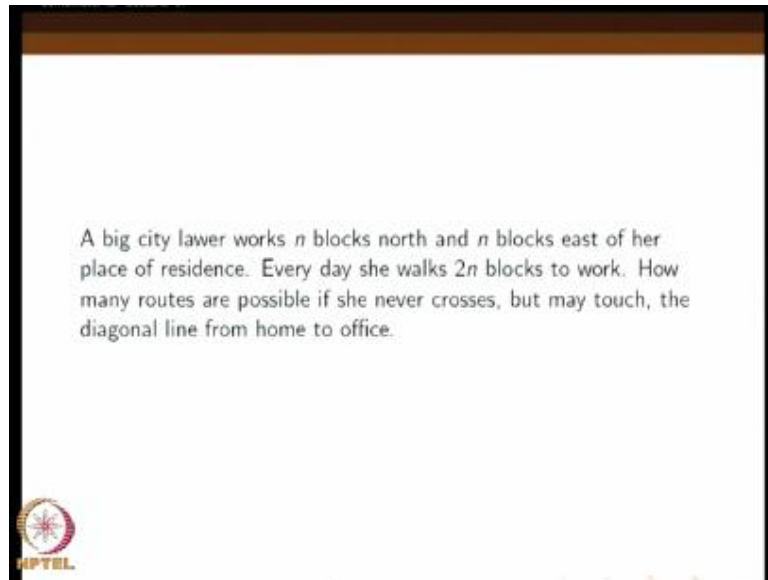 A big city lawer works n blocks north and n blocks east of her
place of residence. Every day she walks 2n blocks to work. How
many routes are possible if she never crosses, but may touch, the
diagonal line from home to office.
NPTEL